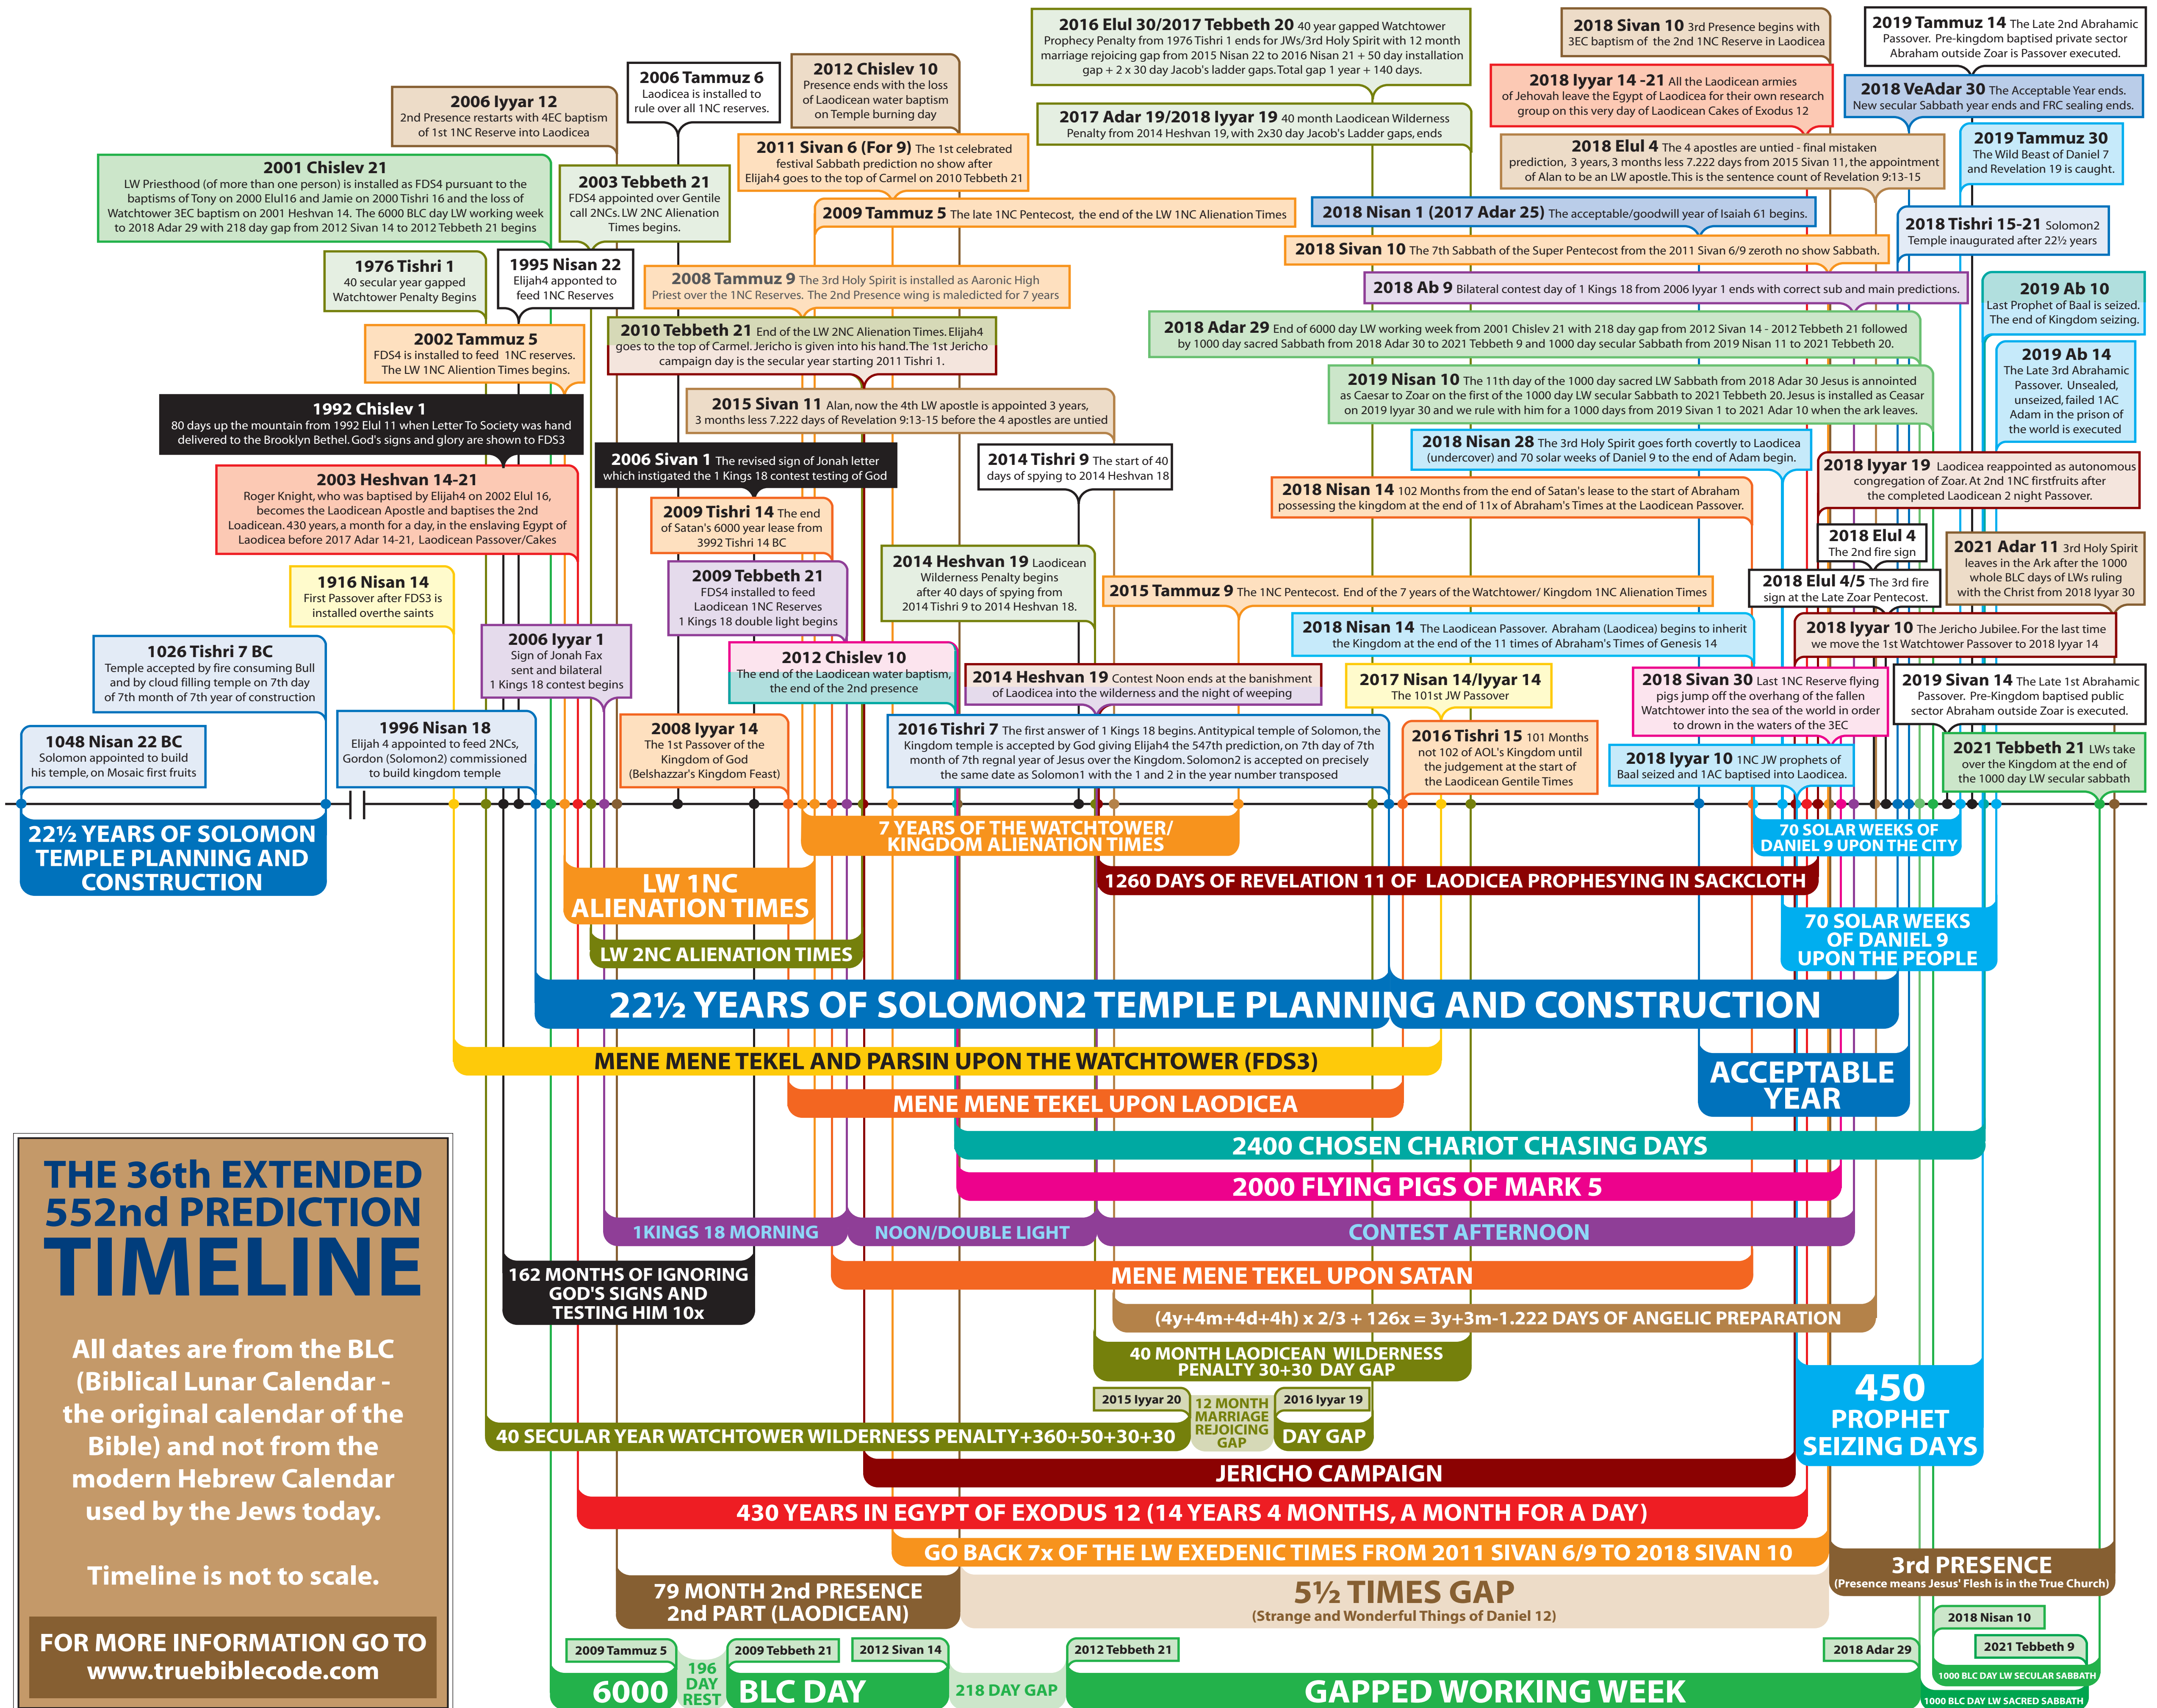 2016 Elul 30/2017 Tebbeth 20 40 year gapped Watchtower
Prophecy Penalty from 1976 Tishri 1 ends for JWs/3rd Holy Spirit with 12 month
marriage rejoicing gap from 2015 Nisan 22 to 2016 Nisan 21 + 50 day installation
gap + 2 x 30 day Jacob's ladder gaps. Total gap 1 year + 140 days.
2018 Sivan 10 3rd Presence begins with
3EC baptism of the 2nd 1NC Reserve in Laodicea
2019 Tammuz 14 The Late 2nd Abrahamic
Passover. Pre-kingdom baptised private sector
Abraham outside Zoar is Passover executed.
2006 Tammuz 6
Laodicea is installed to
rule over all 1NC reserves.
2012 Chislev 10
Presence ends with the loss
of Laodicean water baptism
on Temple burning day
2018 Iyyar 14 -21 All the Laodicean armies
of Jehovah leave the Egypt of Laodicea for their own research
group on this very day of Laodicean Cakes of Exodus 12
2018 VeAdar 30 The Acceptable Year ends.
New secular Sabbath year ends and FRC sealing ends.
2006 Iyyar 12
2nd Presence restarts with 4EC baptism
of 1st 1NC Reserve into Laodicea
2017 Adar 19/2018 Iyyar 19 40 month Laodicean Wilderness
Penalty from 2014 Heshvan 19, with 2x30 day Jacob's Ladder gaps, ends
2011 Sivan 6 (For 9) The 1st celebrated
festival Sabbath prediction no show after
Elijah4 goes to the top of Carmel on 2010 Tebbeth 21
2018 Elul 4 The 4 apostles are untied - final mistaken
prediction, 3 years, 3 months less 7.222 days from 2015 Sivan 11, the appointment
of Alan to be an LW apostle. This is the sentence count of Revelation 9:13-15
2019 Tammuz 30
The Wild Beast of Daniel 7
and Revelation 19 is caught.
2001 Chislev 21
LW Priesthood (of more than one person) is installed as FDS4 pursuant to the
baptisms of Tony on 2000 Elul16 and Jamie on 2000 Tishri 16 and the loss of
Watchtower 3EC baptism on 2001 Heshvan 14. The 6000 BLC day LW working week
to 2018 Adar 29 with 218 day gap from 2012 Sivan 14 to 2012 Tebbeth 21 begins
2003 Tebbeth 21
FDS4 appointed over Gentile
call 2NCs. LW 2NC Alienation
Times begins.
2009 Tammuz 5 The late 1NC Pentecost, the end of the LW 1NC Alienation Times
2018 Nisan 1 (2017 Adar 25) The acceptable/goodwill year of Isaiah 61 begins.
2018 Tishri 15-21 Solomon2
Temple inaugurated after 22½ years
2018 Sivan 10 The 7th Sabbath of the Super Pentecost from the 2011 Sivan 6/9 zeroth no show Sabbath.
1976 Tishri 1
40 secular year gapped
Watchtower Penalty Begins
1995 Nisan 22
Elijah4 apponted to
feed 1NC Reserves
2008 Tammuz 9 The 3rd Holy Spirit is installed as Aaronic High
Priest over the 1NC Reserves. The 2nd Presence wing is maledicted for 7 years
2018 Ab 9 Bilateral contest day of 1 Kings 18 from 2006 Iyyar 1 ends with correct sub and main predictions.
2019 Ab 10
Last Prophet of Baal is seized.
The end of Kingdom seizing.
2002 Tammuz 5
FDS4 is installed to feed 1NC reserves.
The LW 1NC Aliention Times begins.
2010 Tebbeth 21 End of the LW 2NC Alienation Times. Elijah4
goes to the top of Carmel. Jericho is given into his hand. The 1st Jericho
campaign day is the secular year starting 2011 Tishri 1.
2018 Adar 29 End of 6000 day LW working week from 2001 Chislev 21 with 218 day gap from 2012 Sivan 14 - 2012 Tebbeth 21 followed
by 1000 day sacred Sabbath from 2018 Adar 30 to 2021 Tebbeth 9 and 1000 day secular Sabbath from 2019 Nisan 11 to 2021 Tebbeth 20.
2019 Ab 14
The Late 3rd Abrahamic
Passover. Unsealed,
unseized, failed 1AC
Adam in the prison of
the world is executed
1992 Chislev 1
80 days up the mountain from 1992 Elul 11 when Letter To Society was hand
delivered to the Brooklyn Bethel. God's signs and glory are shown to FDS3
2015 Sivan 11 Alan, now the 4th LW apostle is appointed 3 years,
3 months less 7.222 days of Revelation 9:13-15 before the 4 apostles are untied
2019 Nisan 10 The 11th day of the 1000 day sacred LW Sabbath from 2018 Adar 30 Jesus is annointed
as Caesar to Zoar on the first of the 1000 day LW secular Sabbath to 2021 Tebbeth 20. Jesus is installed as Ceasar
on 2019 Iyyar 30 and we rule with him for a 1000 days from 2019 Sivan 1 to 2021 Adar 10 when the ark leaves.
2006 Sivan 1 The revised sign of Jonah letter
which instigated the 1 Kings 18 contest testing of God
2014 Tishri 9 The start of 40
days of spying to 2014 Heshvan 18
2018 Nisan 28 The 3rd Holy Spirit goes forth covertly to Laodicea
(undercover) and 70 solar weeks of Daniel 9 to the end of Adam begin.
2018 Iyyar 19 Laodicea reappointed as autonomous
congregation of Zoar. At 2nd 1NC firstfruits after
the completed Laodicean 2 night Passover.
2003 Heshvan 14-21
Roger Knight, who was baptised by Elijah4 on 2002 Elul 16,
becomes the Laodicean Apostle and baptises the 2nd
Loadicean. 430 years, a month for a day, in the enslaving Egypt of
Laodicea before 2017 Adar 14-21, Laodicean Passover/Cakes
2018 Nisan 14 102 Months from the end of Satan's lease to the start of Abraham
possessing the kingdom at the end of 11x of Abraham's Times at the Laodicean Passover.
2009 Tishri 14 The end
of Satan's 6000 year lease from
3992 Tishri 14 BC
2018 Elul 4
The 2nd fire sign
2021 Adar 11 3rd Holy Spirit
leaves in the Ark after the 1000
whole BLC days of LWs ruling
with the Christ from 2018 Iyyar 30
2014 Heshvan 19 Laodicean
Wilderness Penalty begins
after 40 days of spying from
2014 Tishri 9 to 2014 Heshvan 18.
1916 Nisan 14
First Passover after FDS3 is
installed overthe saints
2009 Tebbeth 21
FDS4 installed to feed
Laodicean 1NC Reserves
1 Kings 18 double light begins
2015 Tammuz 9 The 1NC Pentecost. End of the 7 years of the Watchtower/ Kingdom 1NC Alienation Times
2018 Elul 4/5 The 3rd fire
sign at the Late Zoar Pentecost.
2006 Iyyar 1
Sign of Jonah Fax
sent and bilateral
1 Kings 18 contest begins
2018 Nisan 14 The Laodicean Passover. Abraham (Laodicea) begins to inherit
the Kingdom at the end of the 11 times of Abraham's Times of Genesis 14
2018 Iyyar 10 The Jericho Jubilee. For the last time
we move the 1st Watchtower Passover to 2018 Iyyar 14
1026 Tishri 7 BC
Temple accepted by fire consuming Bull
and by cloud filling temple on 7th day
of 7th month of 7th year of construction
2012 Chislev 10
The end of the Laodicean water baptism,
the end of the 2nd presence
2014 Heshvan 19 Contest Noon ends at the banishment
of Laodicea into the wilderness and the night of weeping
2017 Nisan 14/Iyyar 14
The 101st JW Passover
2018 Sivan 30 Last 1NC Reserve flying
pigs jump off the overhang of the fallen
Watchtower into the sea of the world in order
to drown in the waters of the 3EC
2019 Sivan 14 The Late 1st Abrahamic
Passover. Pre-Kingdom baptised public
sector Abraham outside Zoar is executed.
1048 Nisan 22 BC
Solomon appointed to build
his temple, on Mosaic first fruits
1996 Nisan 18
Elijah 4 appointed to feed 2NCs,
Gordon (Solomon2) commissioned
to build kingdom temple
2008 Iyyar 14
The 1st Passover of the
Kingdom of God
(Belshazzar's Kingdom Feast)
2016 Tishri 7 The first answer of 1 Kings 18 begins. Antitypical temple of Solomon, the
Kingdom temple is accepted by God giving Elijah4 the 547th prediction, on 7th day of 7th
month of 7th regnal year of Jesus over the Kingdom. Solomon2 is accepted on precisely
the same date as Solomon1 with the 1 and 2 in the year number transposed
2016 Tishri 15 101 Months
not 102 of AOL's Kingdom until
the judgement at the start of
the Laodicean Gentile Times
2018 Iyyar 10 1NC JW prophets of
Baal seized and 1AC baptised into Laodicea.
2021 Tebbeth 21 LWs take
over the Kingdom at the end of
the 1000 day LW secular sabbath
22½ YEARS OF SOLOMON
TEMPLE PLANNING AND
CONSTRUCTION
7 YEARS OF THE WATCHTOWER/
KINGDOM ALIENATION TIMES
70 SOLAR WEEKS OF
DANIEL 9 UPON THE CITY
LW 1NC
ALIENATION TIMES
1260 DAYS OF REVELATION 11 OF LAODICEA PROPHESYING IN SACKCLOTH
70 SOLAR WEEKS
OF DANIEL 9
UPON THE PEOPLE
LW 2NC ALIENATION TIMES
22½ YEARS OF SOLOMON2 TEMPLE PLANNING AND CONSTRUCTION
MENE MENE TEKEL AND PARSIN UPON THE WATCHTOWER (FDS3)
ACCEPTABLE
YEAR
MENE MENE TEKEL UPON LAODICEA
2400 CHOSEN CHARIOT CHASING DAYS
2000 FLYING PIGS OF MARK 5
1KINGS 18 MORNING
NOON/DOUBLE LIGHT
CONTEST AFTERNOON
162 MONTHS OF IGNORING
GOD'S SIGNS AND
TESTING HIM 10x
MENE MENE TEKEL UPON SATAN
(4y+4m+4d+4h) x 2/3 + 126x = 3y+3m-1.222 DAYS OF ANGELIC PREPARATION
40 MONTH LAODICEAN WILDERNESS
PENALTY 30+30 DAY GAP
450
PROPHET
SEIZING DAYS
2015 Iyyar 20
12 MONTH
MARRIAGE
REJOICING
GAP
2016 Iyyar 19
40 SECULAR YEAR WATCHTOWER WILDERNESS PENALTY+360+50+30+30
DAY GAP
JERICHO CAMPAIGN
430 YEARS IN EGYPT OF EXODUS 12 (14 YEARS 4 MONTHS, A MONTH FOR A DAY)
GO BACK 7x OF THE LW EXEDENIC TIMES FROM 2011 SIVAN 6/9 TO 2018 SIVAN 10
3rd PRESENCE
(Presence means Jesus' Flesh is in the True Church)
79 MONTH 2nd PRESENCE
2nd PART (LAODICEAN)
5½ TIMES GAP
(Strange and Wonderful Things of Daniel 12)
2009 Tammuz 5
2009 Tebbeth 21
2012 Sivan 14
2012 Tebbeth 21
2018 Adar 29
2018 Nisan 10
2021 Tebbeth 9
6000
196
DAY
REST
BLC DAY
218 DAY GAP
GAPPED WORKING WEEK
1000 BLC DAY LW SECULAR SABBATH
1000 BLC DAY LW SACRED SABBATH
THE 36th EXTENDED
552nd PREDICTION
TIMELINE
All dates are from the BLC
(Biblical Lunar Calendar -
the original calendar of the
Bible) and not from the
modern Hebrew Calendar
used by the Jews today.
Timeline is not to scale.
FOR MORE INFORMATION GO TO
www.truebiblecode.com